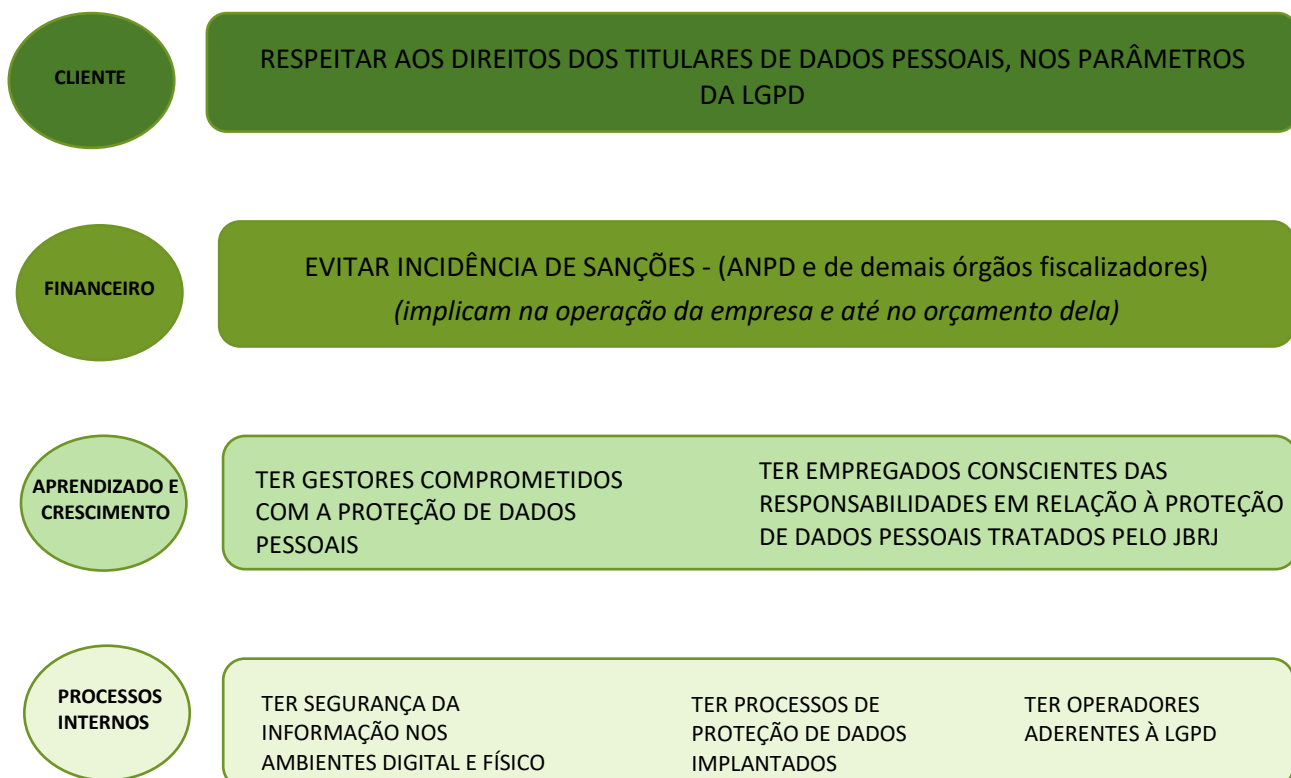 CLIENTE
RESPEITAR AOS DIREITOS DOS TITULARES DE DADOS PESSOAIS, NOS PARÂMETROS
DA LGPD
FINANCEIRO
EVITAR INCIDÊNCIA DE SANÇÕES - (ANPD e de demais órgãos fiscalizadores)
(implicam na operação da empresa e até no orçamento dela)
APRENDIZADO E
CRESCIMENTO
TER GESTORES COMPROMETIDOS
COM A PROTEÇÃO DE DADOS
PESSOAIS
TER EMPREGADOS CONSCIENTES DAS
RESPONSABILIDADES EM RELAÇÃO À PROTEÇÃO
DE DADOS PESSOAIS TRATADOS PELO JBRJ
PROCESSOS
INTERNOS
TER SEGURANÇA DA
INFORMAÇÃO NOS
AMBIENTES DIGITAL E FÍSICO
TER PROCESSOS DE
PROTEÇÃO DE DADOS
IMPLANTADOS
TER OPERADORES
ADERENTES À LGPD